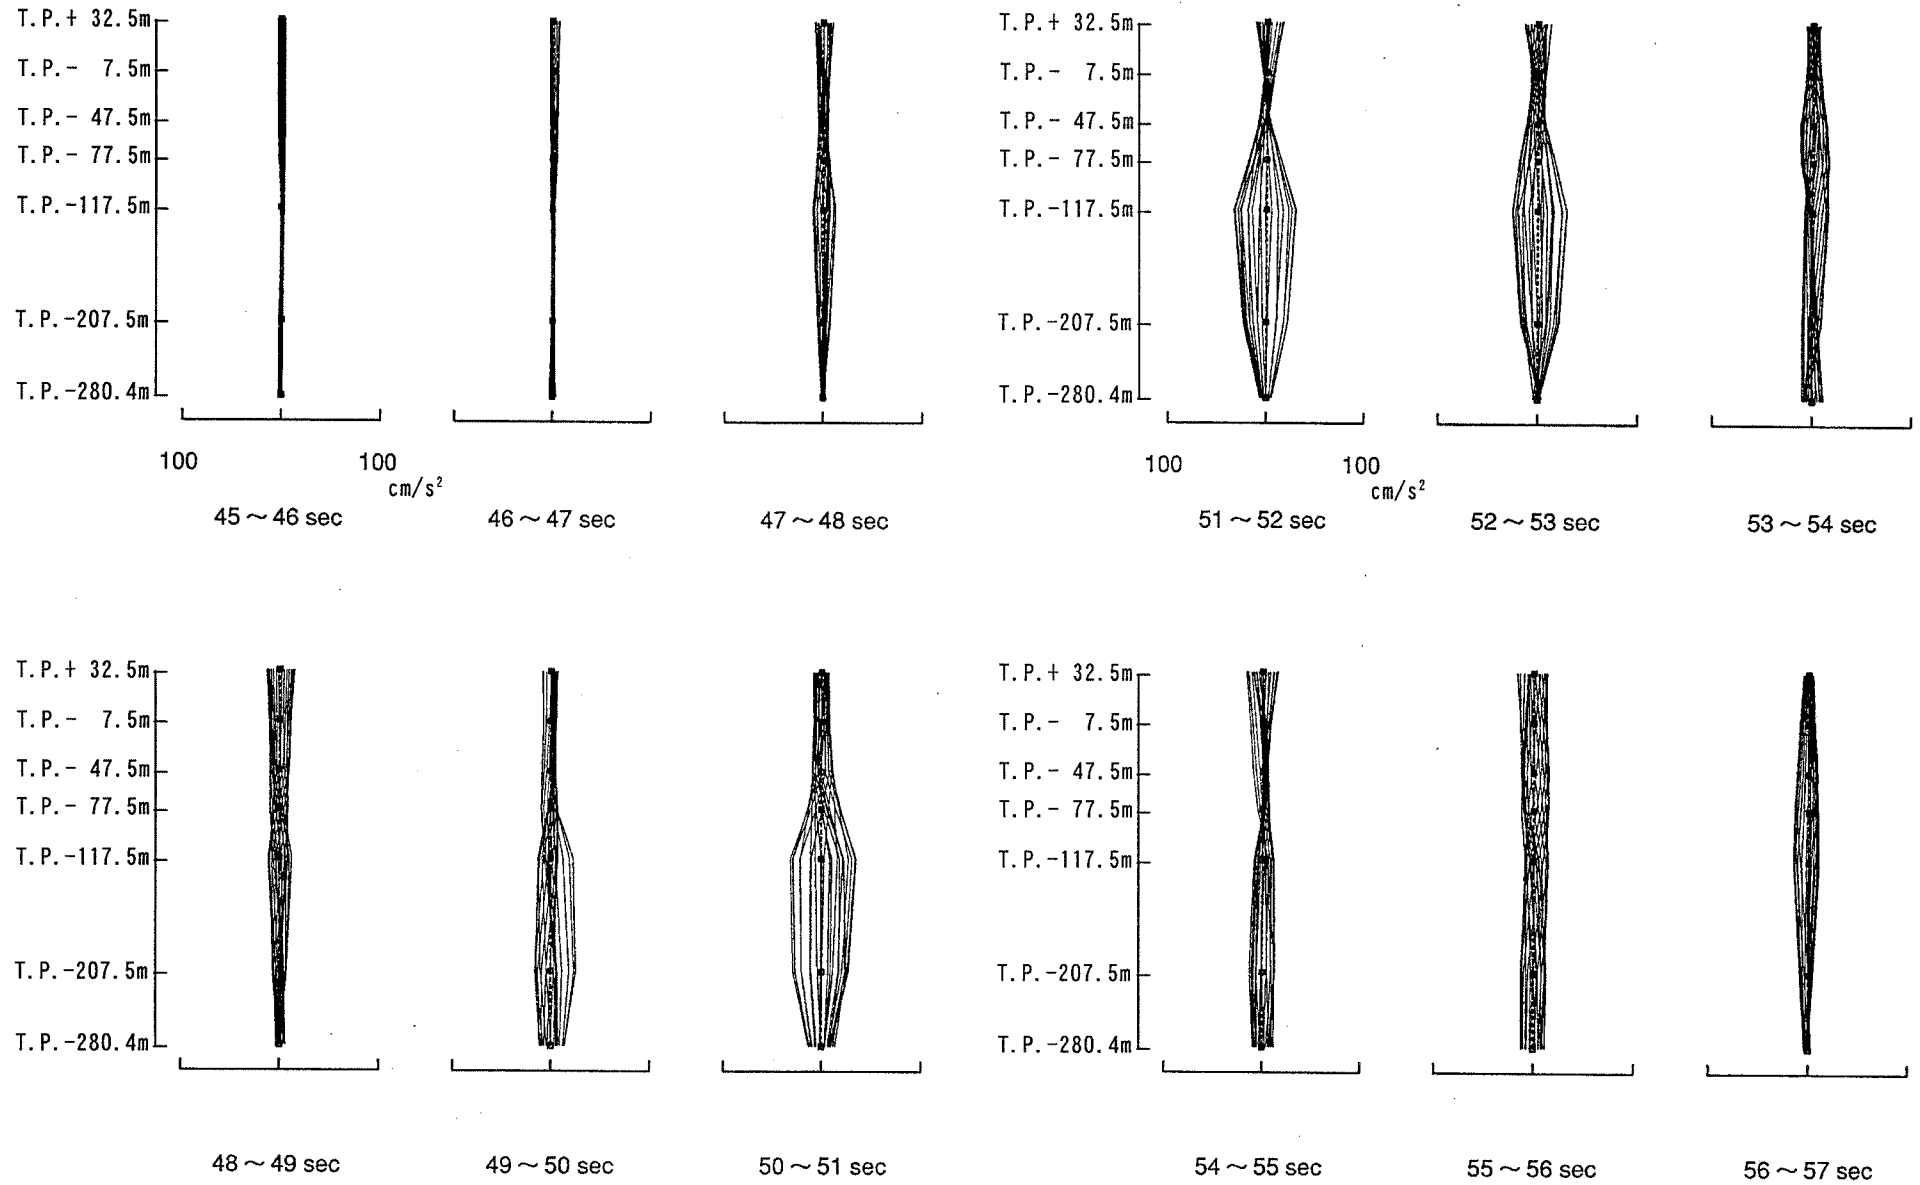 T.P.+ 32.5m
T.P.- 7.5m
T.P.- 47.5m
T.P.- 77.5m
T.P.-117.5m
T.P.-207.5m
T.P.-280.4m
100 100
cm/s²
45 ~ 46 sec 46 ~ 47 sec 47 ~ 48 sec
T.P.+ 32.5m
T.P.- 7.5m
T.P.- 47.5m
T.P.- 77.5m
T.P.-117.5m
T.P.-207.5m
T.P.-280.4m
100 100
cm/s²
51 ~ 52 sec 52 ~ 53 sec 53 ~ 54 sec
T.P.+ 32.5m
T.P.- 7.5m
T.P.- 47.5m
T.P.- 77.5m
T.P.-117.5m
T.P.-207.5m
T.P.-280.4m
48 ~ 49 sec 49 ~ 50 sec 50 ~ 51 sec
T.P.+ 32.5m
T.P.- 7.5m
T.P.- 47.5m
T.P.- 77.5m
T.P.-117.5m
T.P.-207.5m
T.P.-280.4m
54 ~ 55 sec 55 ~ 56 sec 56 ~ 57 sec